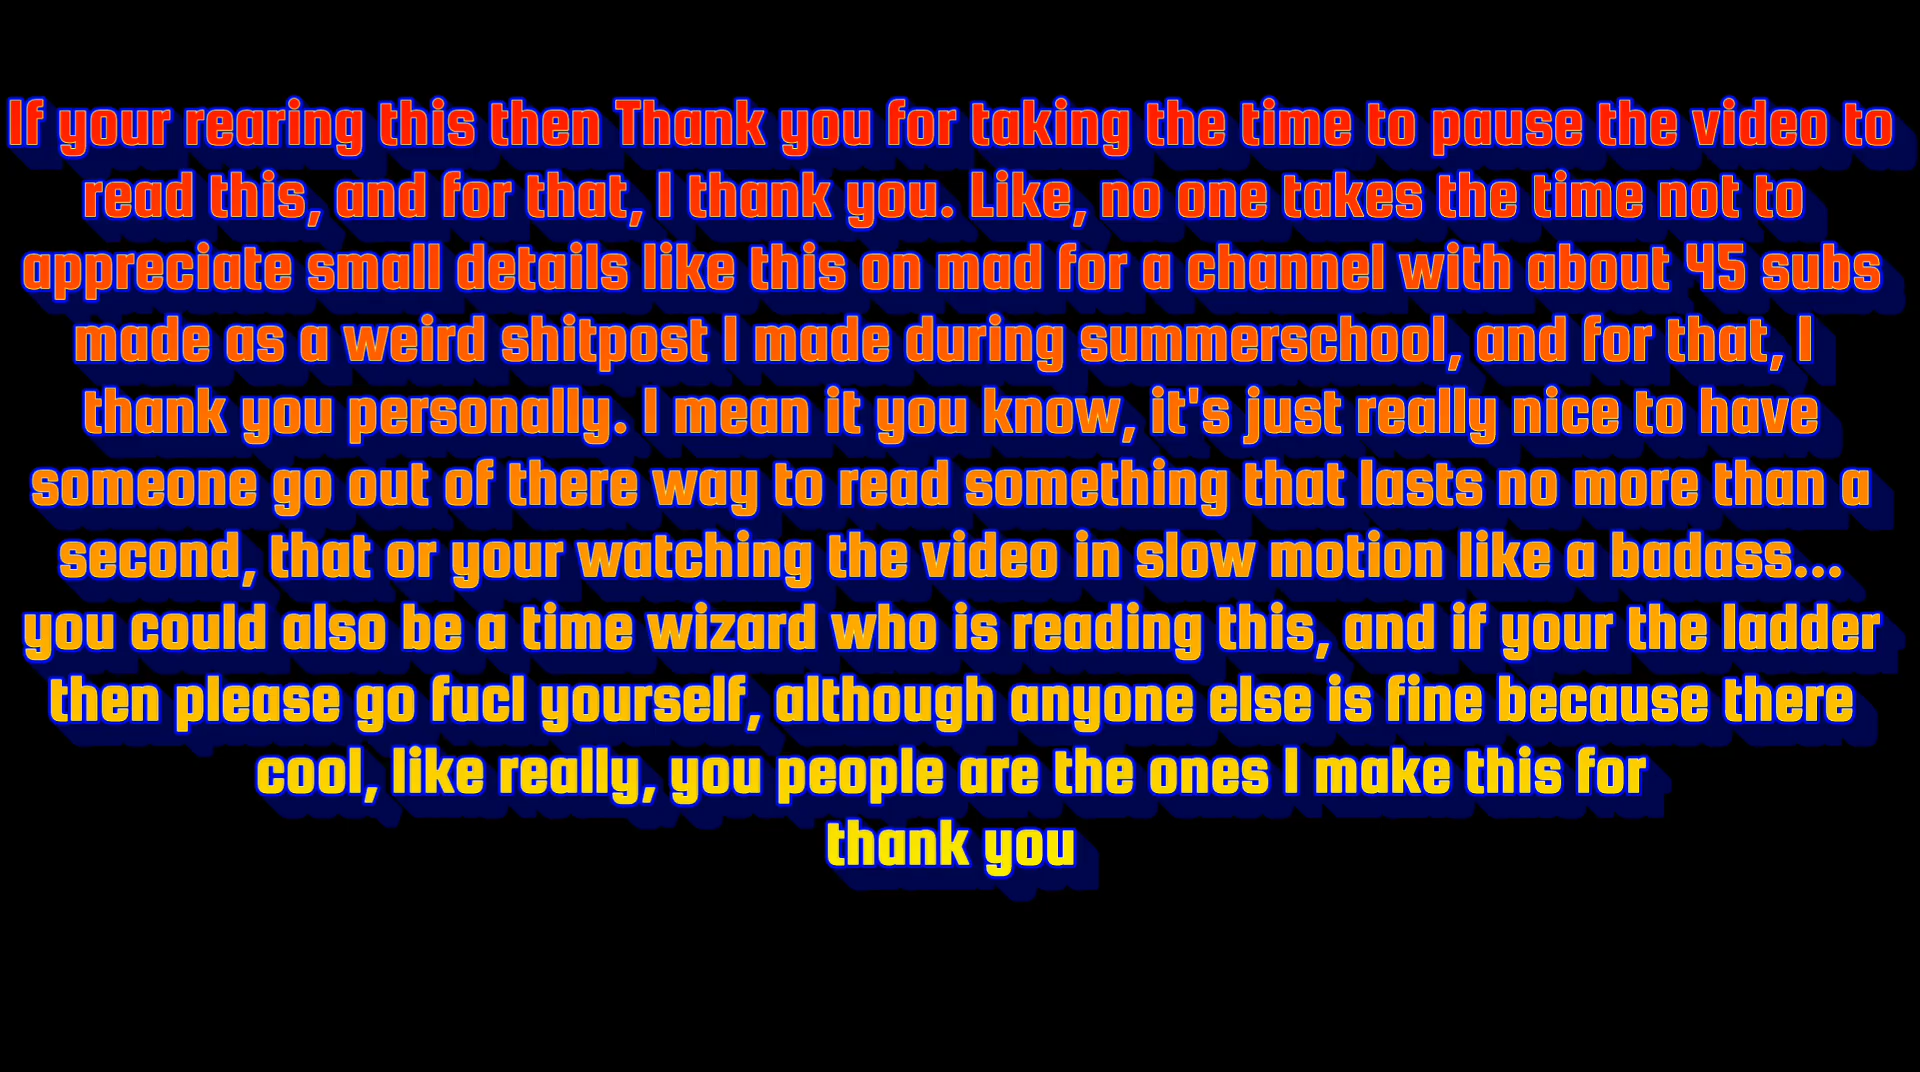 If your rearing this then Thank you for taking the time to pause the video to
read this, and for that, I thank you. Like, no one takes the time not to
appreciate small details like this on mad for a channel with about 45 subs
made as a weird shitpost I made during summerschool, and for that, I
thank you personally. I mean it you know, it's just really nice to have
someone go out of there way to read something that lasts no more than a
second, that or your watching the video in slow motion like a badass...
you could also be a time wizard who is reading this, and if your the ladder
then please go fucl yourself, although anyone else is fine because there
cool, like really, you people are the ones I make this for
thank you